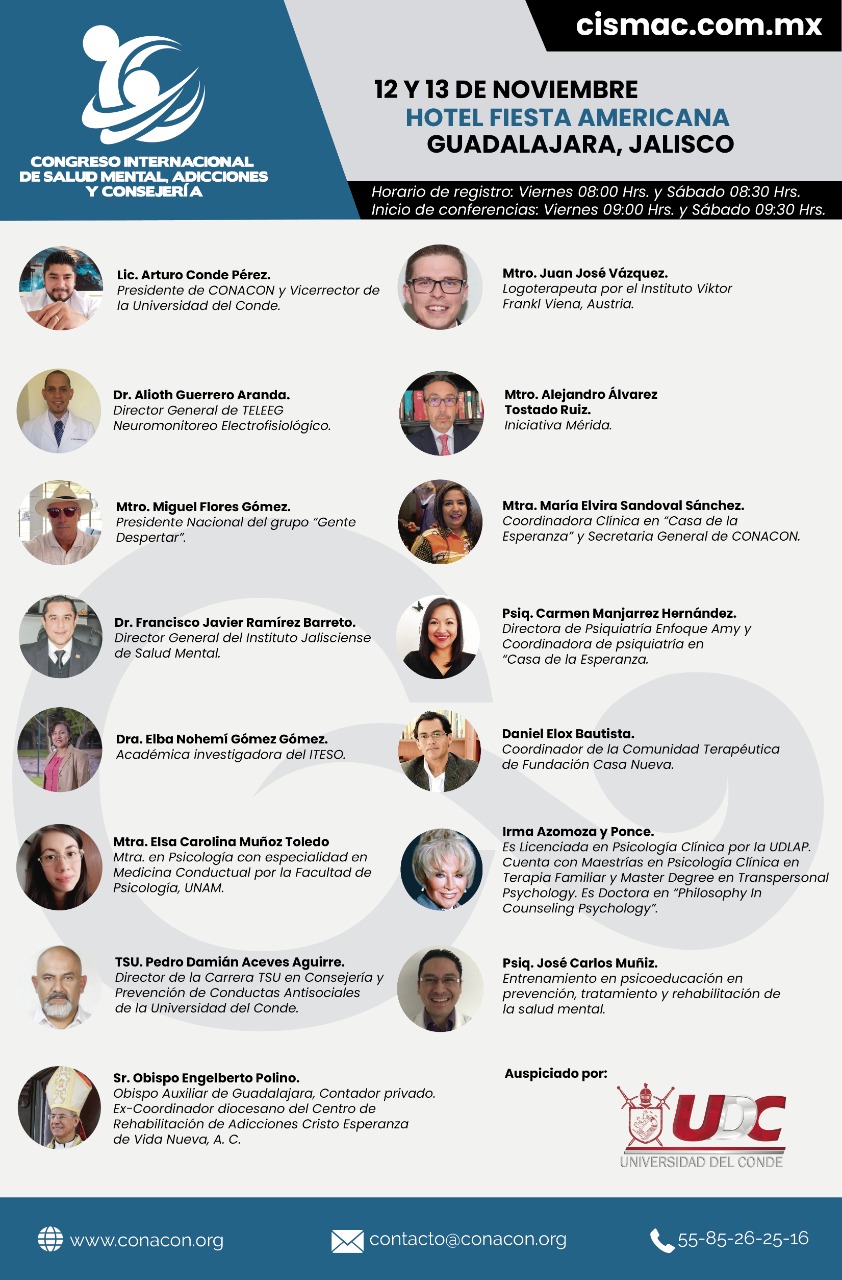 cismac.com.mx
CONGRESO INTERNACIONAL
DE SALUD MENTAL, ADICCIONES
Y CONSEJERÍA
12 Y 13 DE NOVIEMBRE
HOTEL FIESTA AMERICANA
GUADALAJARA, JALISCO
Horario de registro: Viernes 08:00 Hrs. y Sábado 08:30 Hrs.
Inicio de conferencias: Viernes 09:00 Hrs. y Sábado 09:30 Hrs.
Lic. Arturo Conde Pérez.
Presidente de CONACON y Vicerrector de
la Universidad del Conde.
Mtro. Juan José Vázquez.
Logoterapeuta por el Instituto Viktor
Frankl Viena, Austria.
Dr. Alioth Guerrero Aranda.
Director General de TELEEG
Neuromonitoreo Electrofisiológico.
Mtro. Alejandro Álvarez
Tostado Ruiz.
Iniciativa Mérida.
Mtro. Miguel Flores Gómez.
Presidente Nacional del grupo “Gente
Despertar”.
Mtra. María Elvira Sandoval Sánchez.
Coordinadora Clínica en “Casa de la
Esperanza” y Secretaria General de CONACON.
Dr. Francisco Javier Ramírez Barreto.
Director General del Instituto Jalisciense
de Salud Mental.
Psiq. Carmen Manjarrez Hernández.
Directora de Psiquiatría Enfoque Amy y
Coordinadora de psiquiatría en
“Casa de la Esperanza.
Dra. Elba Nohemí Gómez Gómez.
Académica investigadora del ITESO.
Daniel Elox Bautista.
Coordinador de la Comunidad Terapéutica
de Fundación Casa Nueva.
Mtra. Elsa Carolina Muñoz Toledo
Mtra. en Psicología con especialidad en
Medicina Conductual por la Facultad de
Psicología, UNAM.
Irma Azomoza y Ponce.
Es Licenciada en Psicología Clínica por la UDLAP.
Cuenta con Maestrías en Psicología Clínica en
Terapia Familiar y Master Degree en Transpersonal
Psychology. Es Doctora en “Philosophy In
Counseling Psychology”.
TSU. Pedro Damián Aceves Aguirre.
Director de la Carrera TSU en Consejería y
Prevención de Conductas Antisociales
de la Universidad del Conde.
Psiq. José Carlos Muñiz.
Entrenamiento en psicoeducación en
prevención, tratamiento y rehabilitación de
la salud mental.
Sr. Obispo Engelberto Polino.
Obispo Auxiliar de Guadalajara, Contador privado.
Ex-Coordinador diocesano del Centro de
Rehabilitación de Adicciones Cristo Esperanza
de Vida Nueva, A. C.
Auspiciado por:
UDC
UNIVERSIDAD DEL CONDE
www.conacon.org
contacto@conacon.org
55-85-26-25-16